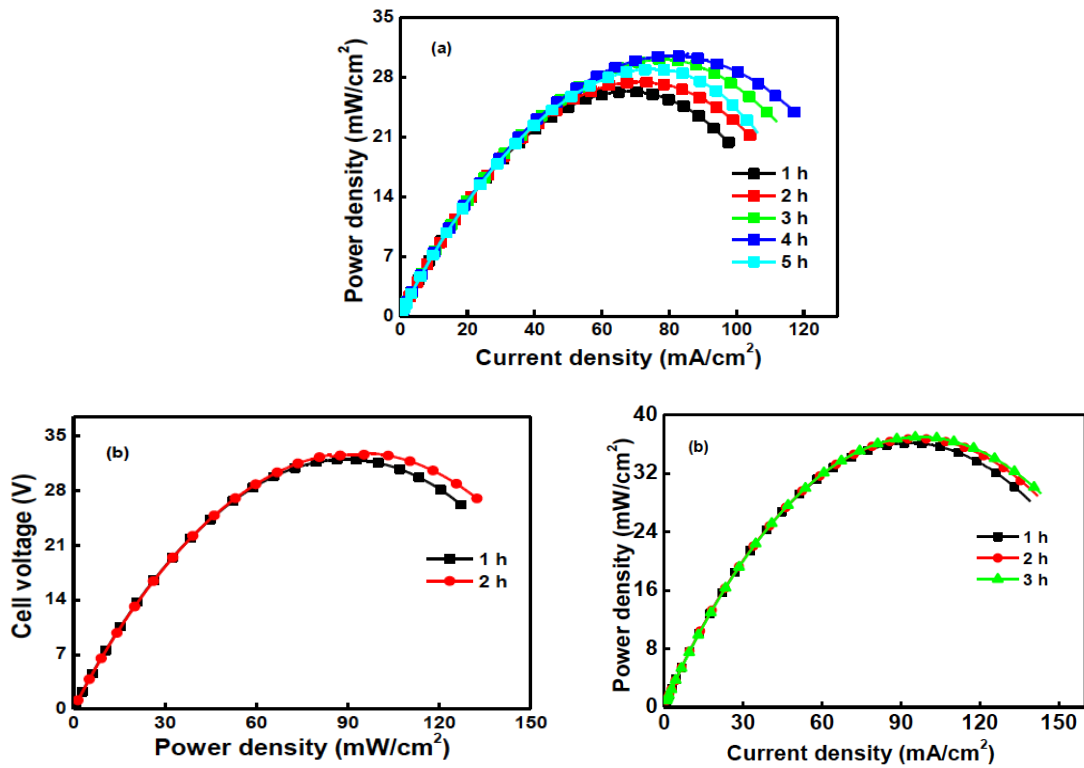 (a)
Power density (mW/cm²)
35
28
21
14
7
0
0 20 40 60 80 100 120
Current density (mA/cm²)
1 h
2 h
3 h
4 h
5 h
(b)
Cell voltage (V)
35
28
21
14
7
0
0 30 60 90 120 150
Power density (mW/cm²)
1 h
2 h
(b)
Power density (mW/cm²)
40
32
24
16
8
0
0 30 60 90 120 150
Current density (mA/cm²)
1 h
2 h
3 h